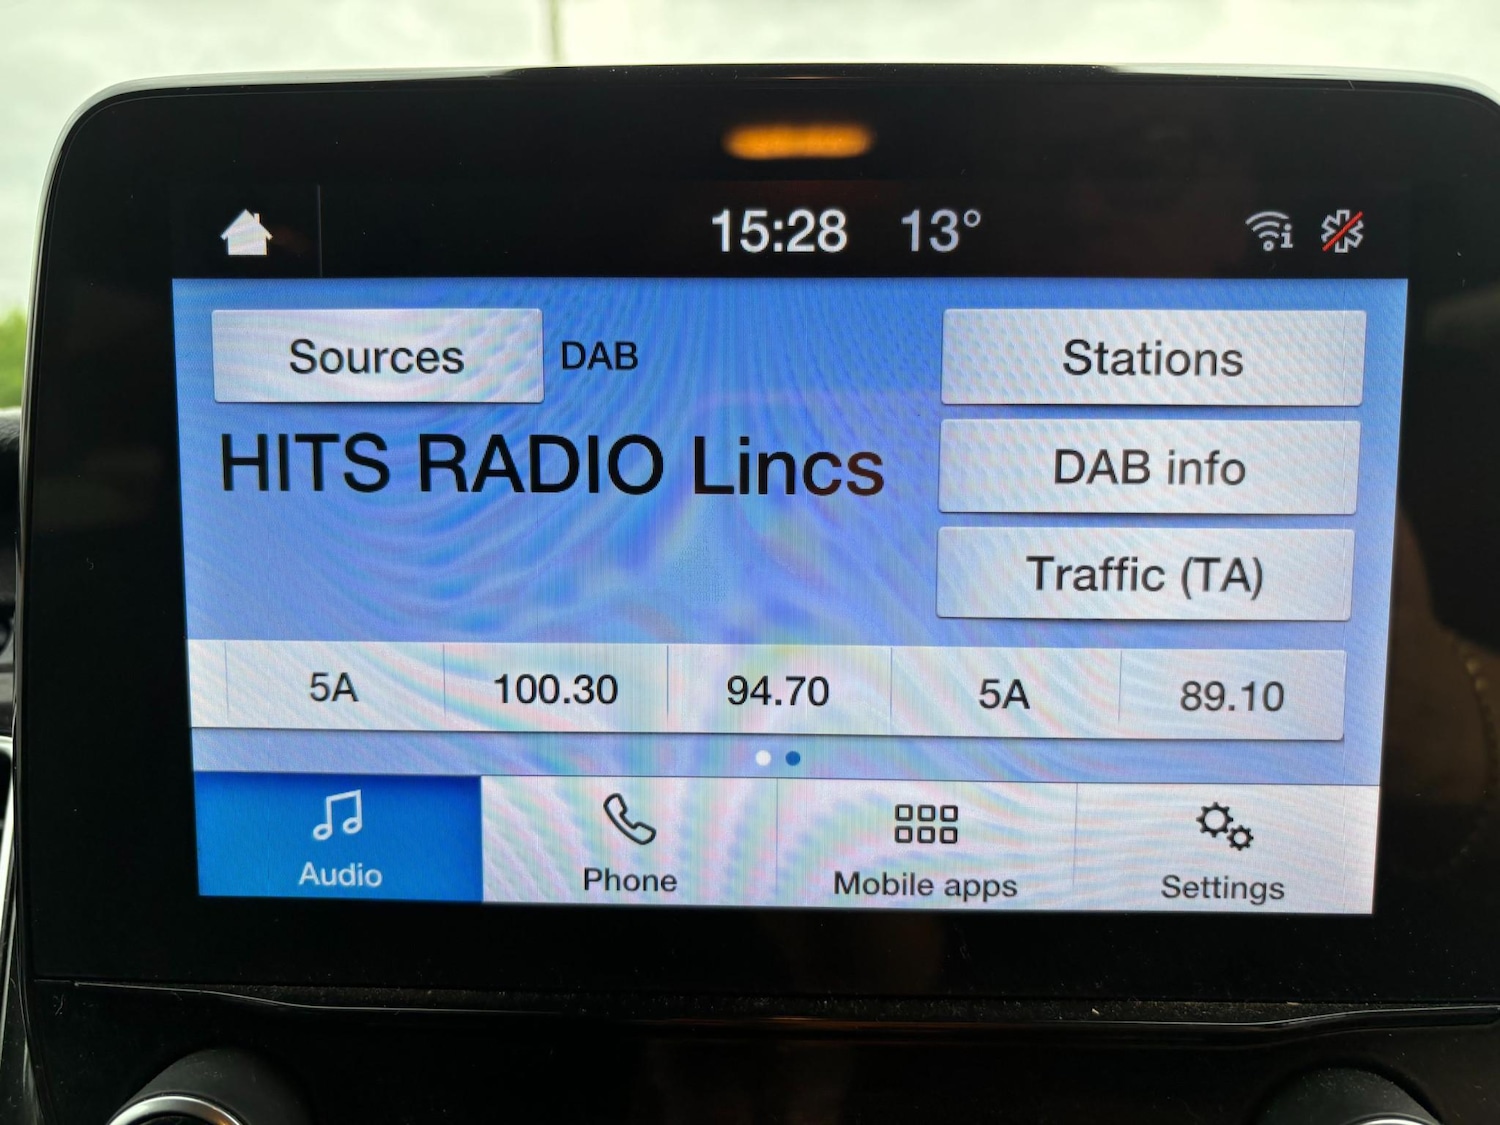 15:28 13°
Sources DAB Stations
HITS RADIO Lincs
DAB info
Traffic (TA)
5A 100.30 94.70 5A 89.10
Audio Phone Mobile apps Settings